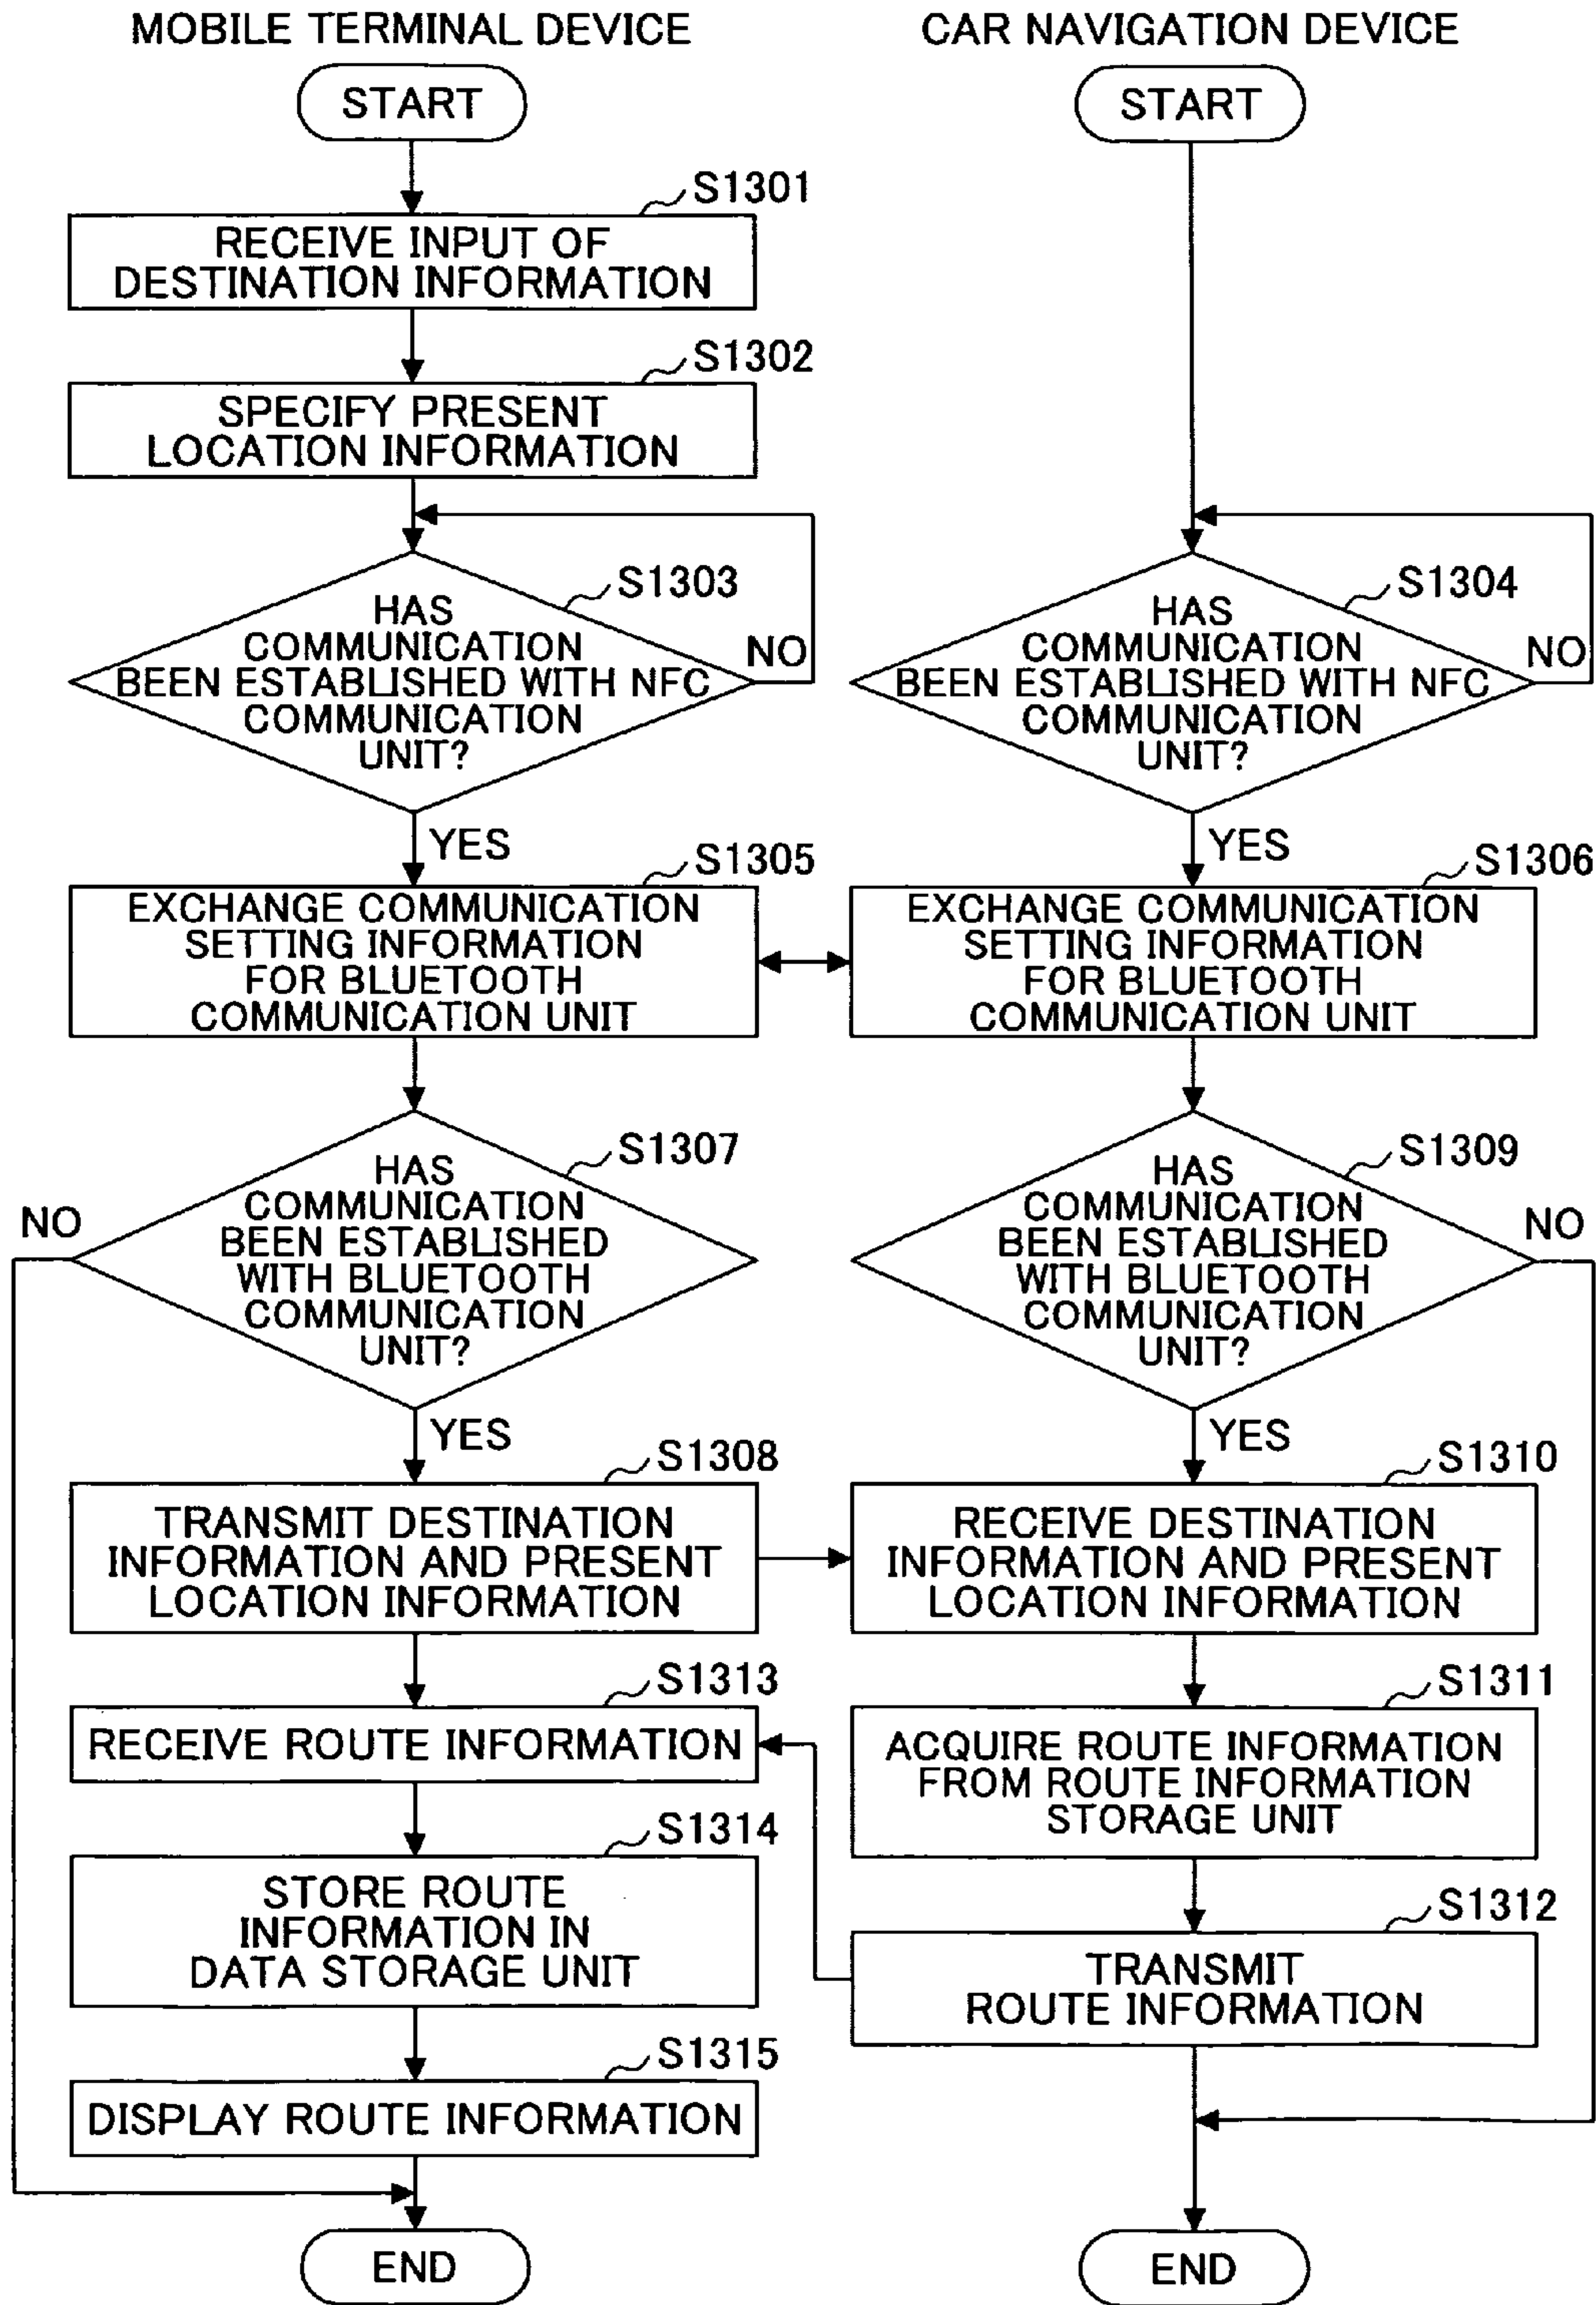 MOBILE TERMINAL DEVICE
CAR NAVIGATION DEVICE
START
START
S1301
RECEIVE INPUT OF
DESTINATION INFORMATION
S1302
SPECIFY PRESENT
LOCATION INFORMATION
S1303
HAS
COMMUNICATION
BEEN ESTABLISHED WITH NFC
COMMUNICATION
UNIT?
NO
YES
S1304
HAS
COMMUNICATION
BEEN ESTABLISHED WITH NFC
COMMUNICATION
UNIT?
NO
YES
S1305
EXCHANGE COMMUNICATION
SETTING INFORMATION
FOR BLUETOOTH
COMMUNICATION UNIT
S1306
EXCHANGE COMMUNICATION
SETTING INFORMATION
FOR BLUETOOTH
COMMUNICATION UNIT
S1307
HAS
COMMUNICATION
BEEN ESTABLISHED
WITH BLUETOOTH
COMMUNICATION
UNIT?
NO
YES
S1309
HAS
COMMUNICATION
BEEN ESTABLISHED
WITH BLUETOOTH
COMMUNICATION
UNIT?
NO
YES
S1308
TRANSMIT DESTINATION
INFORMATION AND PRESENT
LOCATION INFORMATION
S1310
RECEIVE DESTINATION
INFORMATION AND PRESENT
LOCATION INFORMATION
S1313
RECEIVE ROUTE INFORMATION
S1311
ACQUIRE ROUTE INFORMATION
FROM ROUTE INFORMATION
STORAGE UNIT
S1314
STORE ROUTE
INFORMATION IN
DATA STORAGE UNIT
S1312
TRANSMIT
ROUTE INFORMATION
S1315
DISPLAY ROUTE INFORMATION
END
END